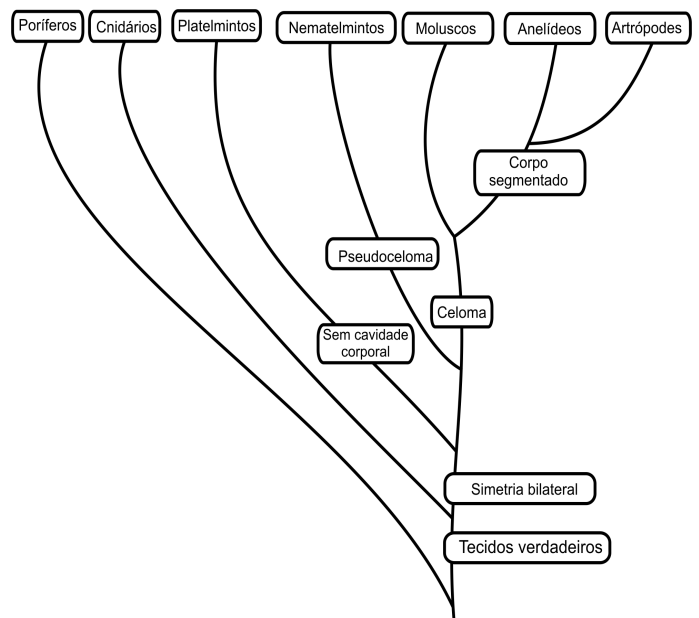 Poríferos
Cnidários
Platelmintos
Nematelmintos
Moluscos
Anelídeos
Artrópodes
Corpo
segmentado
Pseudoceloma
Celoma
Sem cavidade
corporal
Simetria bilateral
Tecidos verdadeiros